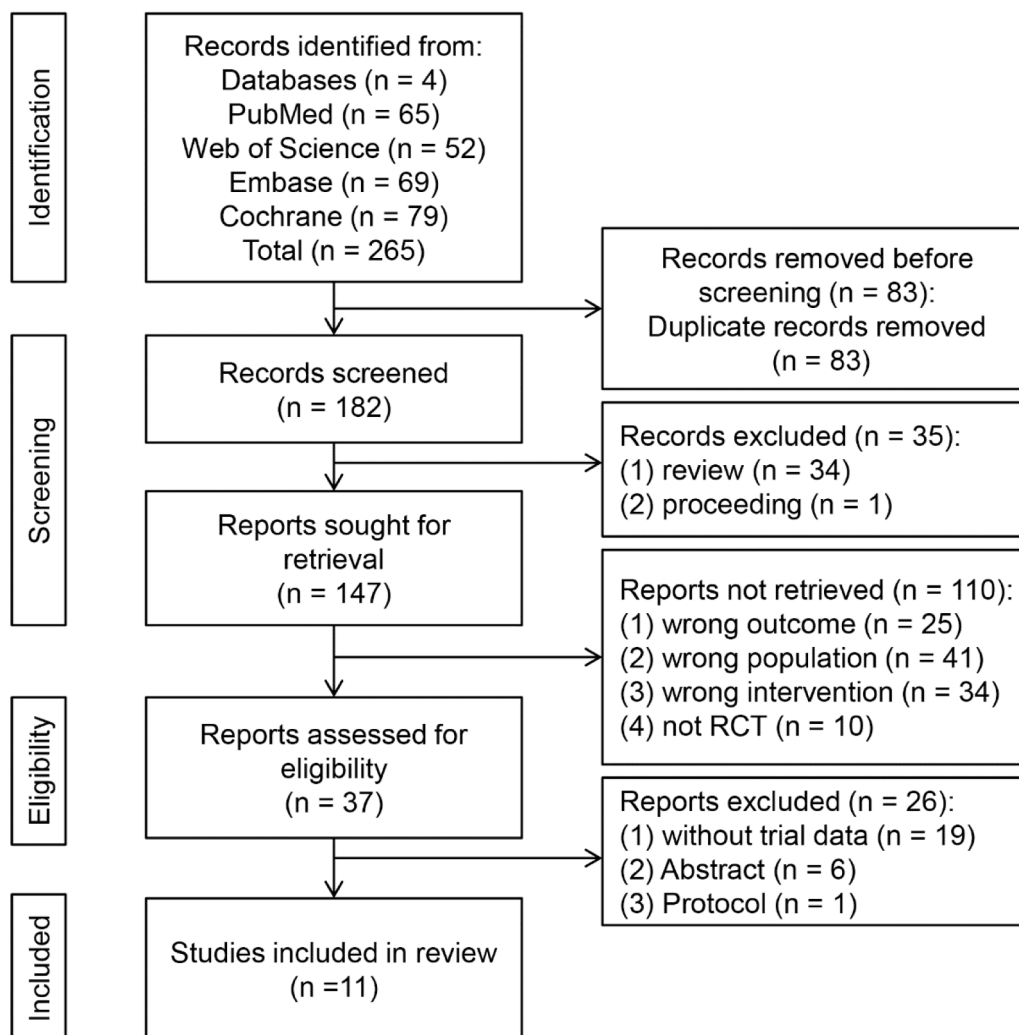 Identification
Records identified from:
Databases (n = 4)
PubMed (n = 65)
Web of Science (n = 52)
Embase (n = 69)
Cochrane (n = 79)
Total (n = 265)
Records removed before
screening (n = 83):
Duplicate records removed
(n = 83)
Screening
Records screened
(n = 182)
Records excluded (n = 35):
(1) review (n = 34)
(2) proceeding (n = 1)
Reports sought for
retrieval
(n = 147)
Reports not retrieved (n = 110):
(1) wrong outcome (n = 25)
(2) wrong population (n = 41)
(3) wrong intervention (n = 34)
(4) not RCT (n = 10)
Eligibility
Reports assessed for
eligibility
(n = 37)
Reports excluded (n = 26):
(1) without trial data (n = 19)
(2) Abstract (n = 6)
(3) Protocol (n = 1)
Included
Studies included in review
(n =11)